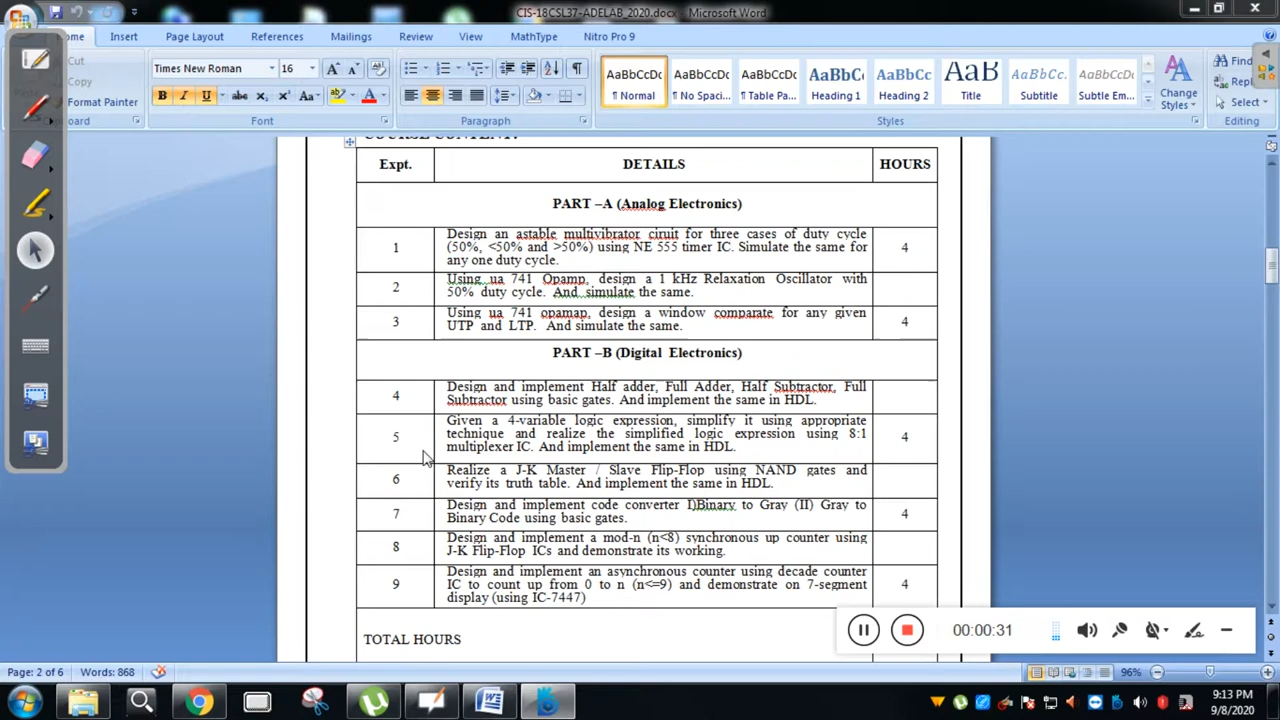 CIS-18CSL37-ADELAB_2020.docx - Microsoft Word
Home Insert Page Layout References Mailings Review View MathType Nitro Pro 9
Cut
Copy
Format Painter
Times New Roman 16
AaBbCcDc AaBbCcDc AaBbCcDc AaBbC AaBbCc AaB AaBbCc. AaBbCcDc
¶ Normal ¶ No Spaci... ¶ Table Pa... Heading 1 Heading 2 Title Subtitle Subtle Em...
Change Styles
Find
Select
Font Paragraph Styles Editing
COURSE CONTENT:
Expt. DETAILS HOURS
PART –A (Analog Electronics)
1 Design an astable multivibrator ciruit for three cases of duty cycle 4
(50%, <50% and >50%) using NE 555 timer IC. Simulate the same for
any one duty cycle.
2 Using ua 741 Opamp, design a 1 kHz Relaxation Oscillator with
50% duty cycle. And simulate the same.
3 Using ua 741 opamap, design a window comparate for any given 4
UTP and LTP. And simulate the same.
PART –B (Digital Electronics)
4 Design and implement Half adder, Full Adder, Half Subtractor, Full
Subtractor using basic gates. And implement the same in HDL.
5 Given a 4-variable logic expression, simplify it using appropriate 4
technique and realize the simplified logic expression using 8:1
multiplexer IC. And implement the same in HDL.
6 Realize a J-K Master / Slave Flip-Flop using NAND gates and
verify its truth table. And implement the same in HDL.
7 Design and implement code converter I)Binary to Gray (II) Gray to 4
Binary Code using basic gates.
8 Design and implement a mod-n (n<8) synchronous up counter using
J-K Flip-Flop ICs and demonstrate its working.
9 Design and implement an asynchronous counter using decade counter 4
IC to count up from 0 to n (n<=9) and demonstrate on 7-segment
display (using IC-7447)
TOTAL HOURS
00:00:31
Page: 2 of 6 Words: 868 96%
9:13 PM
9/8/2020